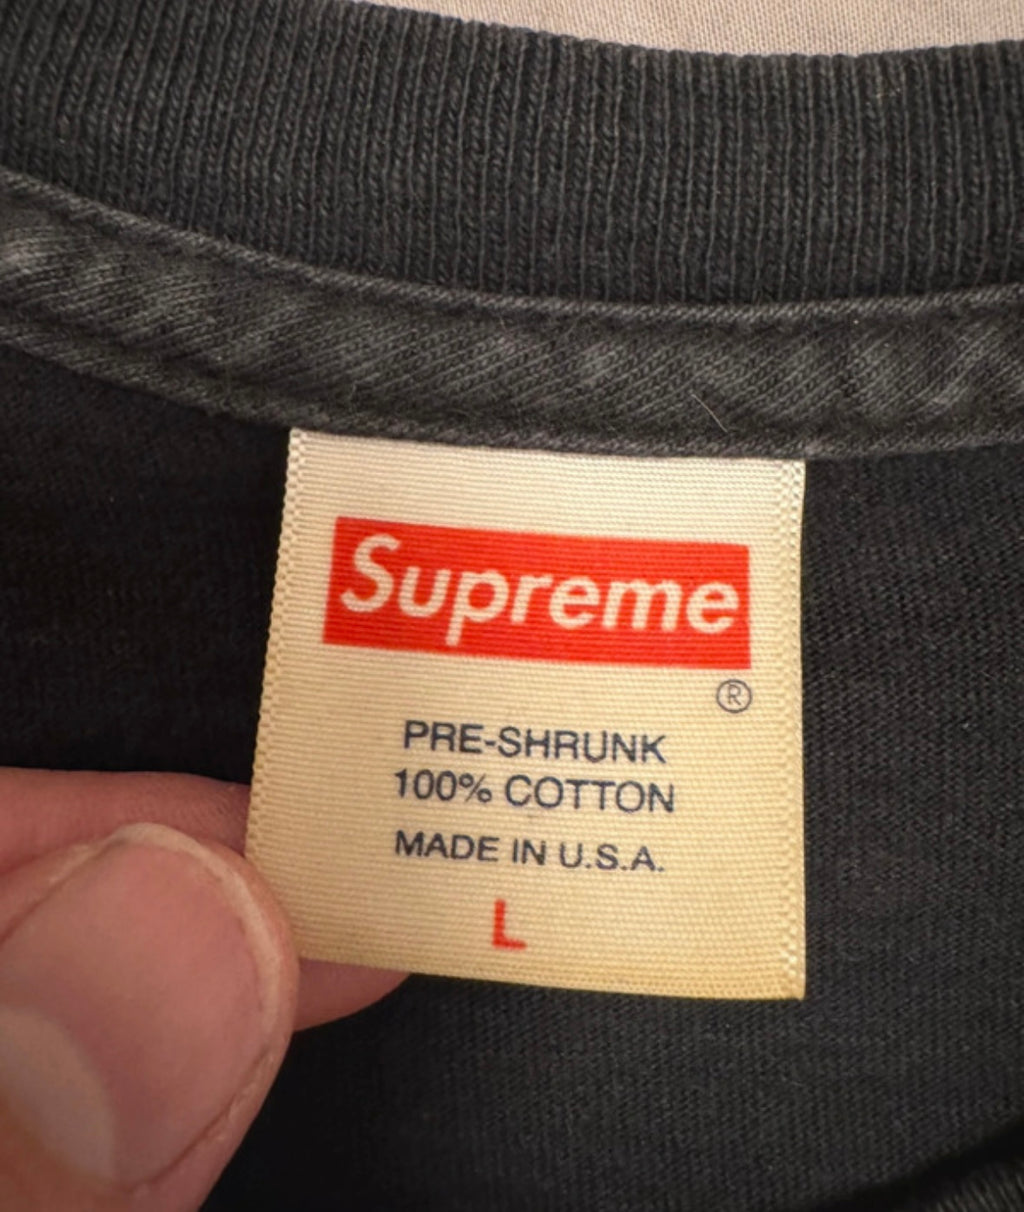 Supreme
®
PRE-SHRUNK
100% COTTON
MADE IN U.S.A.
L